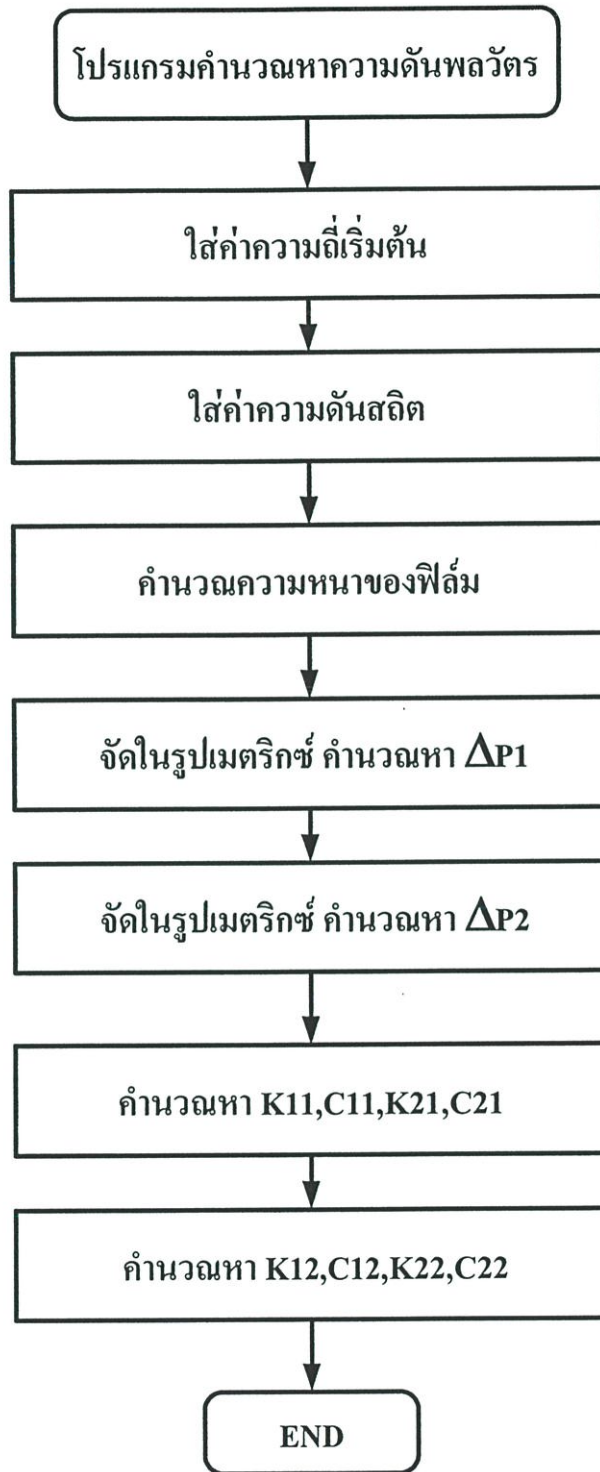 โปรแกรมคำนวณหาความดันพลวัตร
ใส่ค่าความถี่เริ่มต้น
ใส่ค่าความดันสถิต
คำนวณความหนาของฟิล์ม
จัดในรูปเมตริกซ์ คำนวณหา ΔP1
จัดในรูปเมตริกซ์ คำนวณหา ΔP2
คำนวณหา K11,C11,K21,C21
คำนวณหา K12,C12,K22,C22
END